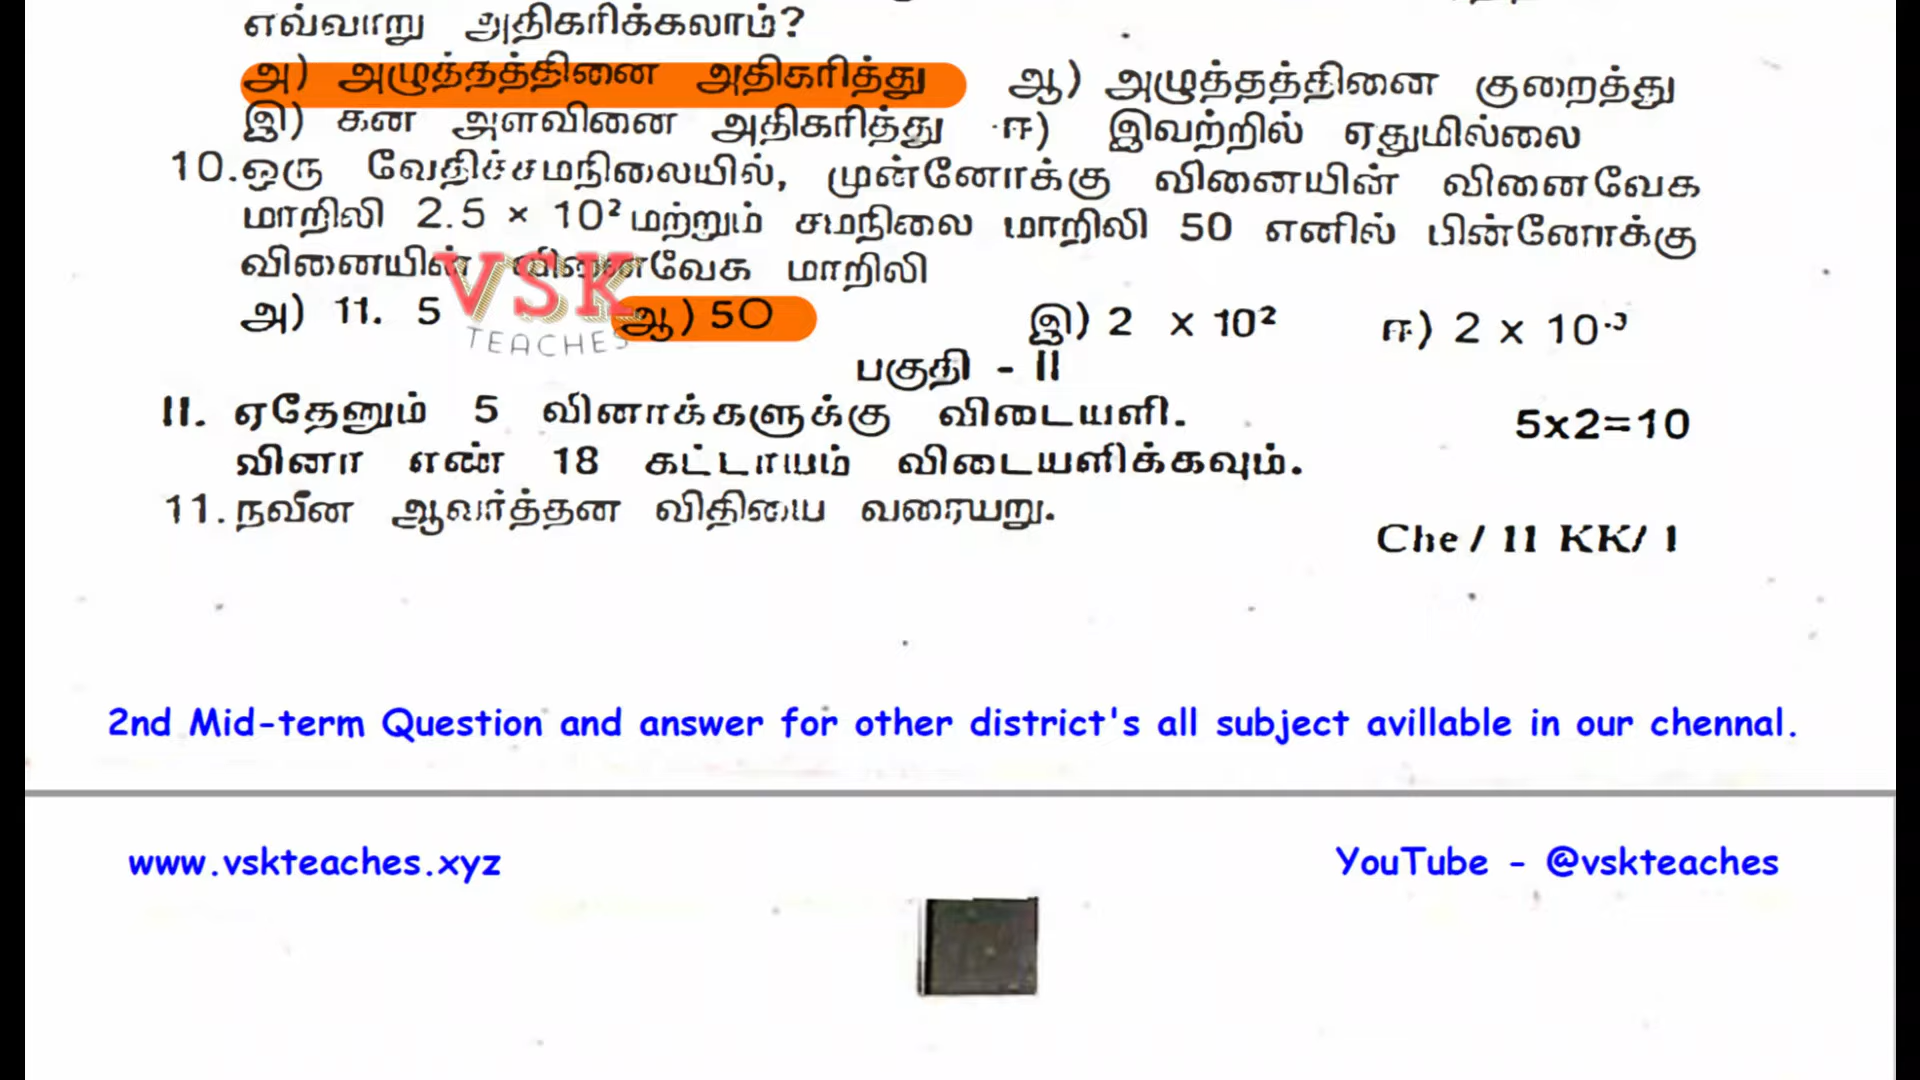 எவ்வாறு அதிகரிக்கலாம்?
அ) அழுத்தத்தினை அதிகரித்து ஆ) அழுத்தத்தினை குறைத்து
இ) கன அளவினை அதிகரித்து ஈ) இவற்றில் ஏதுமில்லை
10.ஒரு வேதிச்சமநிலையில், முன்னோக்கு வினையின் வினைவேக
மாறிலி 2.5 × 10² மற்றும் சமநிலை மாறிலி 50 எனில் பின்னோக்கு
வினையின் வினைவேக மாறிலி
அ) 11. 5 ஆ) 50 இ) 2 x 10² ஈ) 2 x 10⁻³
VSK
TEACHES
பகுதி - II
II. ஏதேனும் 5 வினாக்களுக்கு விடையளி. 5x2=10
வினா எண் 18 கட்டாயம் விடையளிக்கவும்.
11. நவீன ஆவர்த்தன விதியை வரையறு.
Che / 11 KK/ 1
2nd Mid-term Question and answer for other district's all subject avillable in our chennal.
www.vskteaches.xyz YouTube - @vskteaches